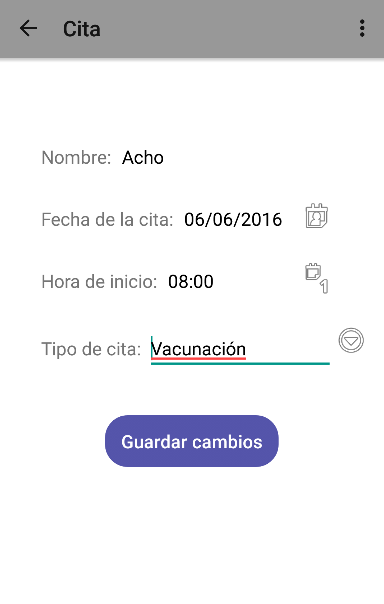 Cita
Nombre: Acho
Fecha de la cita: 06/06/2016
Hora de inicio: 08:00
1
Tipo de cita: Vacunación
Guardar cambios